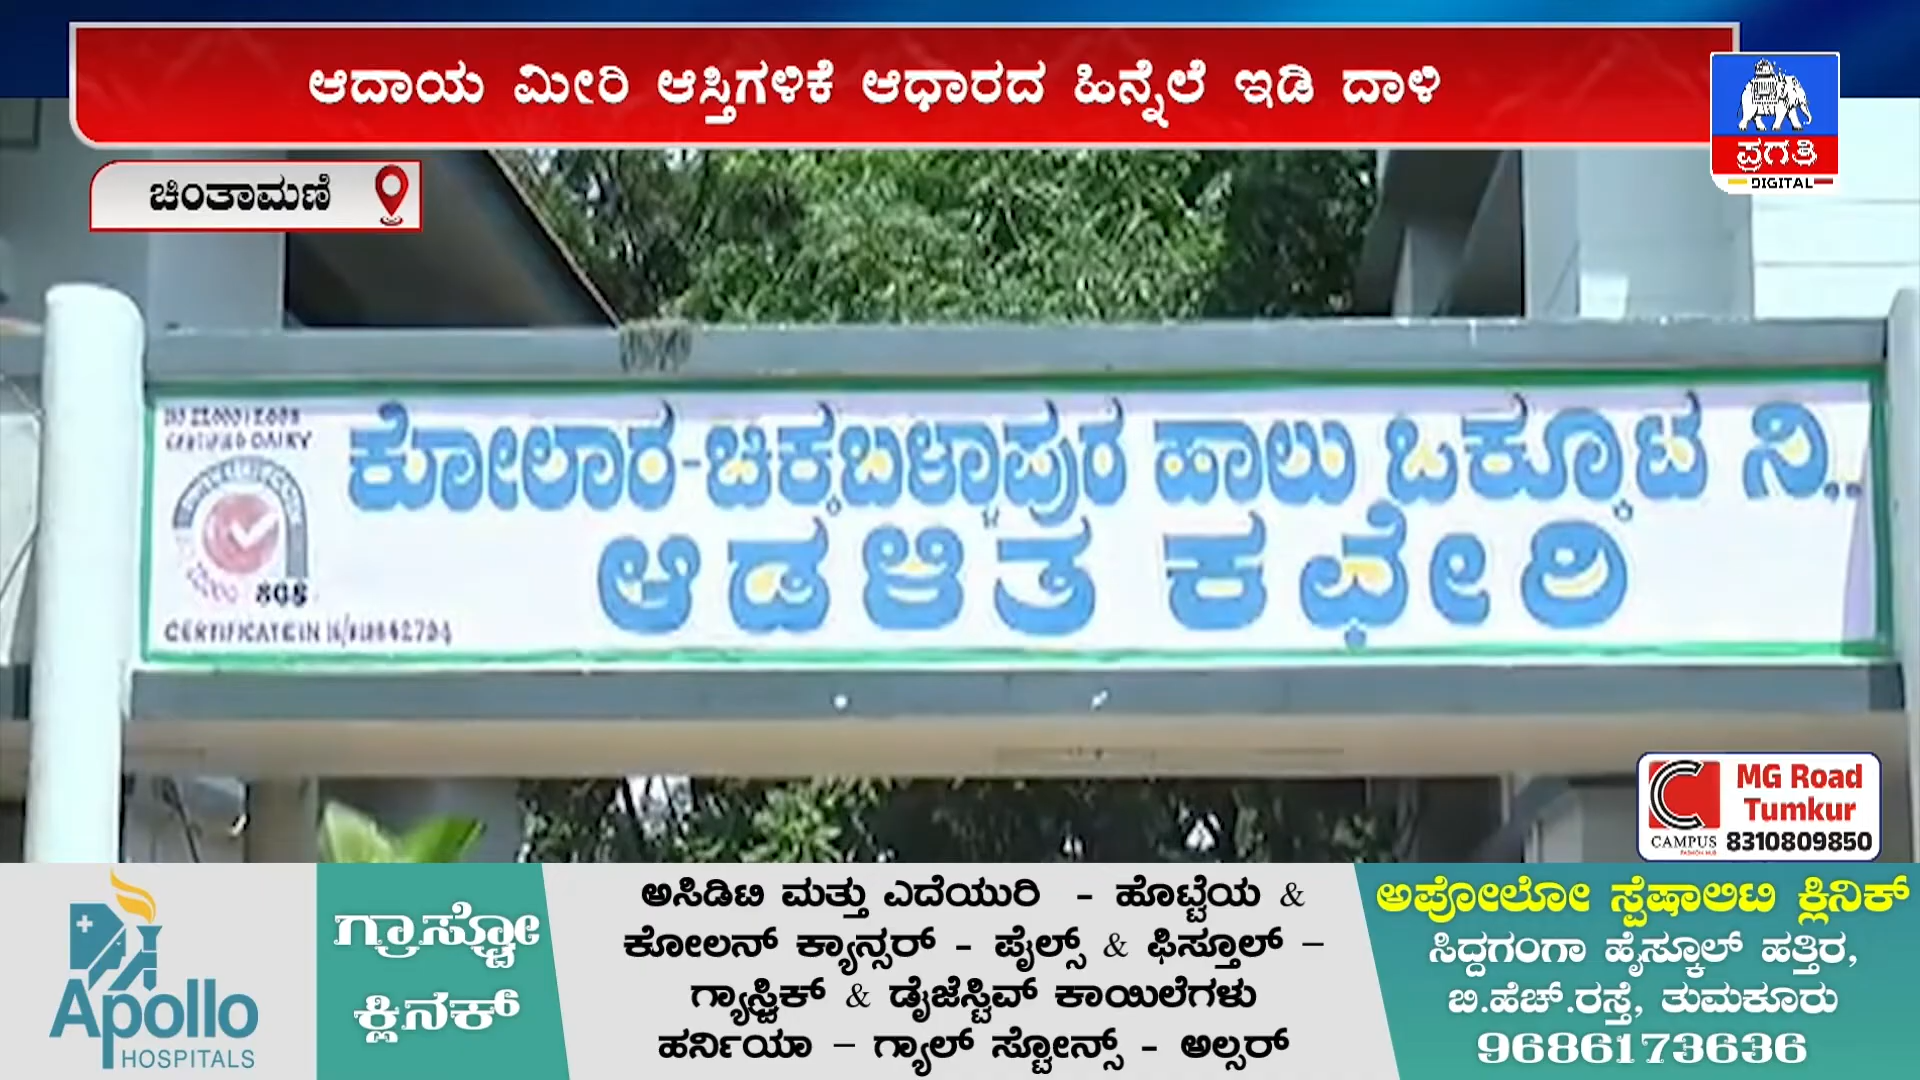 ಆದಾಯ ಮೀರಿ ಆಸ್ತಿಗಳಿಕೆ ಆಧಾರದ ಹಿನ್ನೆಲೆ ಇಡಿ ದಾಳಿ
ಪ್ರಗತಿ
DIGITAL
ಚಿಂತಾಮಣಿ
CERTIFIED DAIRY
ಕೋಲಾರ-ಚಿಕ್ಕಬಳ್ಳಾಪುರ ಹಾಲು ಒಕ್ಕೂಟ ನಿ..
ಆಡಳಿತ ಕಛೇರಿ
SGS
MG Road
Tumkur
CAMPUS 8310809850
Apollo
HOSPITALS
ಗ್ರಾಸ್ಟ್ರೋ
ಕ್ಲಿನಕ್
ಅಸಿಡಿಟಿ ಮತ್ತು ಎದೆಯುರಿ - ಹೊಟ್ಟೆಯ &
ಕೋಲನ್ ಕ್ಯಾನ್ಸರ್ - ಪೈಲ್ಸ್ & ಫಿಸ್ತೂಲ್ –
ಗ್ಯಾಸ್ಟ್ರಿಕ್ & ಡೈಜೆಸ್ಟಿವ್ ಕಾಯಿಲೆಗಳು
ಹರ್ನಿಯಾ – ಗ್ಯಾಲ್ ಸ್ಟೋನ್ಸ್ - ಅಲ್ಸರ್
ಅಪೋಲೋ ಸ್ಪೆಷಾಲಿಟಿ ಕ್ಲಿನಿಕ್
ಸಿದ್ದಗಂಗಾ ಹೈಸ್ಕೂಲ್ ಹತ್ತಿರ,
ಬಿ.ಹೆಚ್.ರಸ್ತೆ, ತುಮಕೂರು
9686173636